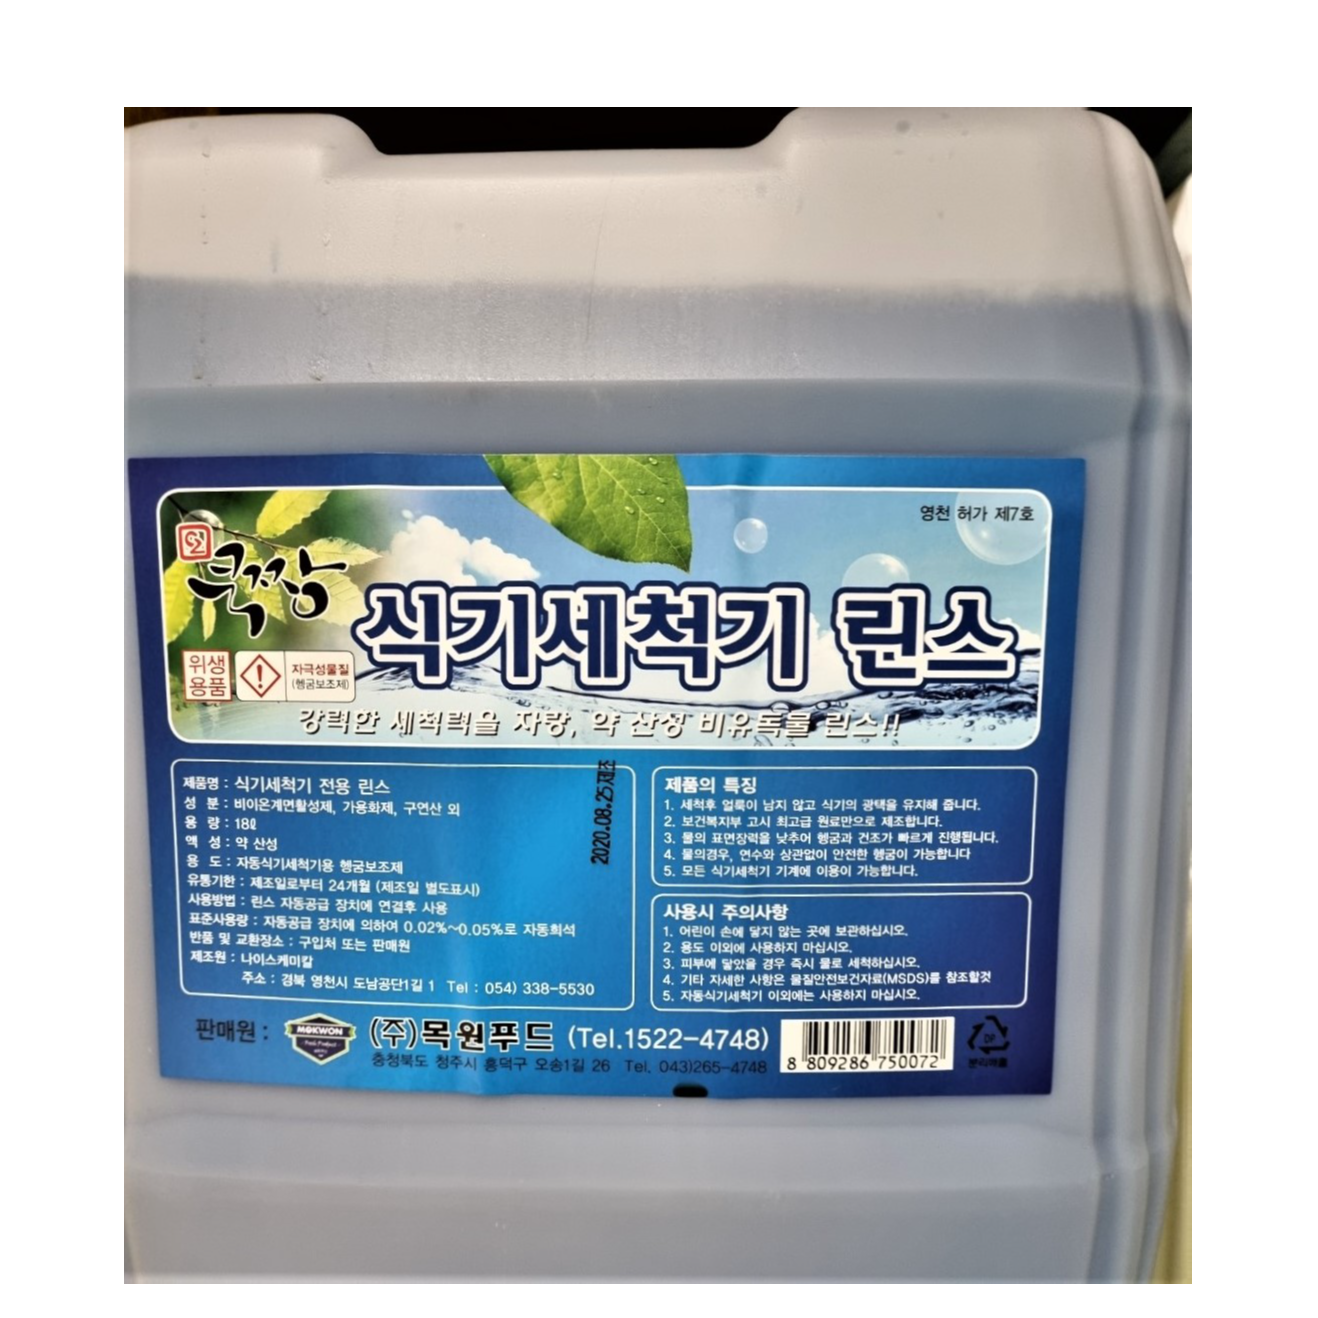 영천 허가 제7호
쿡짱
식기세척기 린스
위생
용품
자극성물질
(헹굼보조제)
강력한 세척력을 자랑, 약 산성 비유독물 린스!!
제품명 : 식기세척기 전용 린스
성 분 : 비이온계면활성제, 가용화제, 구연산 외
용 량 : 18ℓ
액 성 : 약 산성
용 도 : 자동식기세척기용 헹굼보조제
유통기한 : 제조일로부터 24개월 (제조일 별도표시)
사용방법 : 린스 자동공급 장치에 연결후 사용
표준사용량 : 자동공급 장치에 의하여 0.02%~0.05%로 자동희석
반품 및 교환장소 : 구입처 또는 판매원
제조원 : 나이스케미칼
주소 : 경북 영천시 도남공단1길 1 Tel : 054) 338-5530
2020.08.25제조
제품의 특징
1. 세척후 얼룩이 남지 않고 식기의 광택을 유지해 줍니다.
2. 보건복지부 고시 최고급 원료만으로 제조합니다.
3. 물의 표면장력을 낮추어 헹굼과 건조가 빠르게 진행됩니다.
4. 물의경우, 연수와 상관없이 안전한 헹굼이 가능합니다
5. 모든 식기세척기 기계에 이용이 가능합니다.
사용시 주의사항
1. 어린이 손에 닿지 않는 곳에 보관하십시오.
2. 용도 이외에 사용하지 마십시오.
3. 피부에 닿았을 경우 즉시 물로 세척하십시오.
4. 기타 자세한 사항은 물질안전보건자료(MSDS)를 참조할것
5. 자동식기세척기 이외에는 사용하지 마십시오.
판매원 :
MOKWON
(주)목원푸드 (Tel.1522-4748)
충청북도 청주시 흥덕구 오송1길 26 Tel. 043)265-4748
8 809286 750072
분리배출